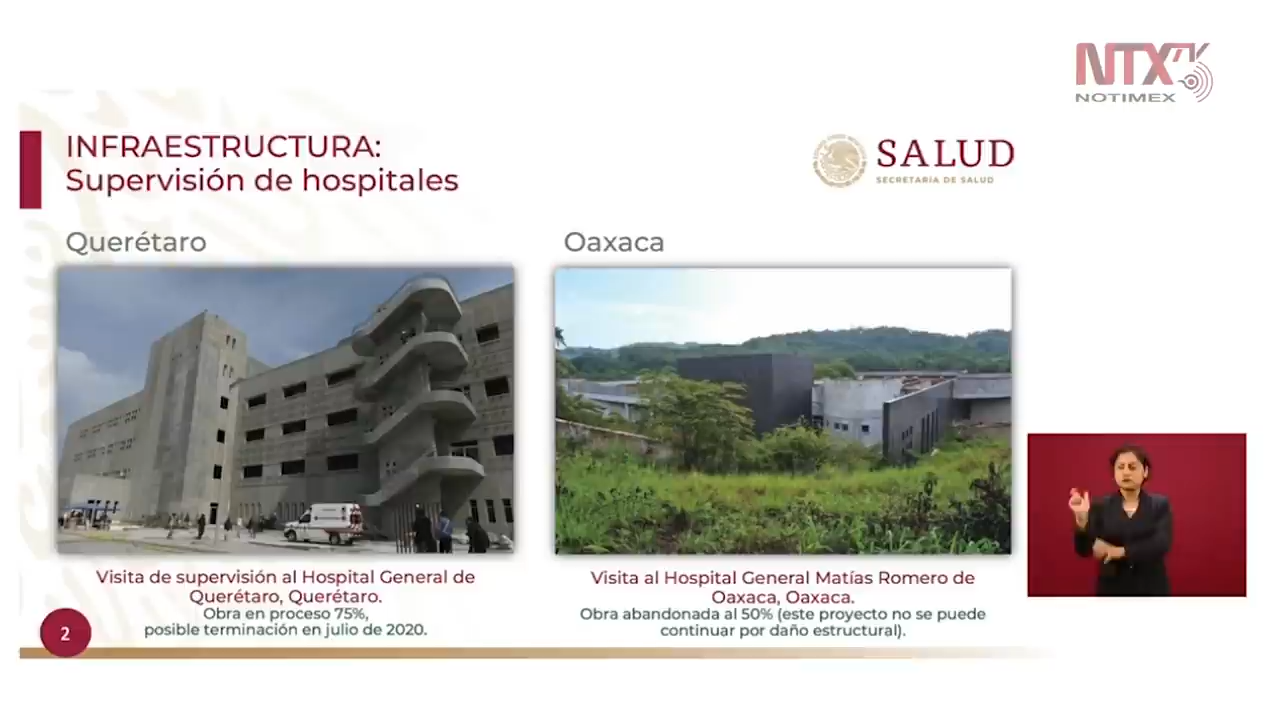 NTX
NOTIMEX
INFRAESTRUCTURA:
Supervisión de hospitales
SALUD
SECRETARÍA DE SALUD
Querétaro
Oaxaca
Visita de supervisión al Hospital General de
Querétaro, Querétaro.
Obra en proceso 75%,
posible terminación en julio de 2020.
Visita al Hospital General Matías Romero de
Oaxaca, Oaxaca.
Obra abandonada al 50% (este proyecto no se puede
continuar por daño estructural).
2